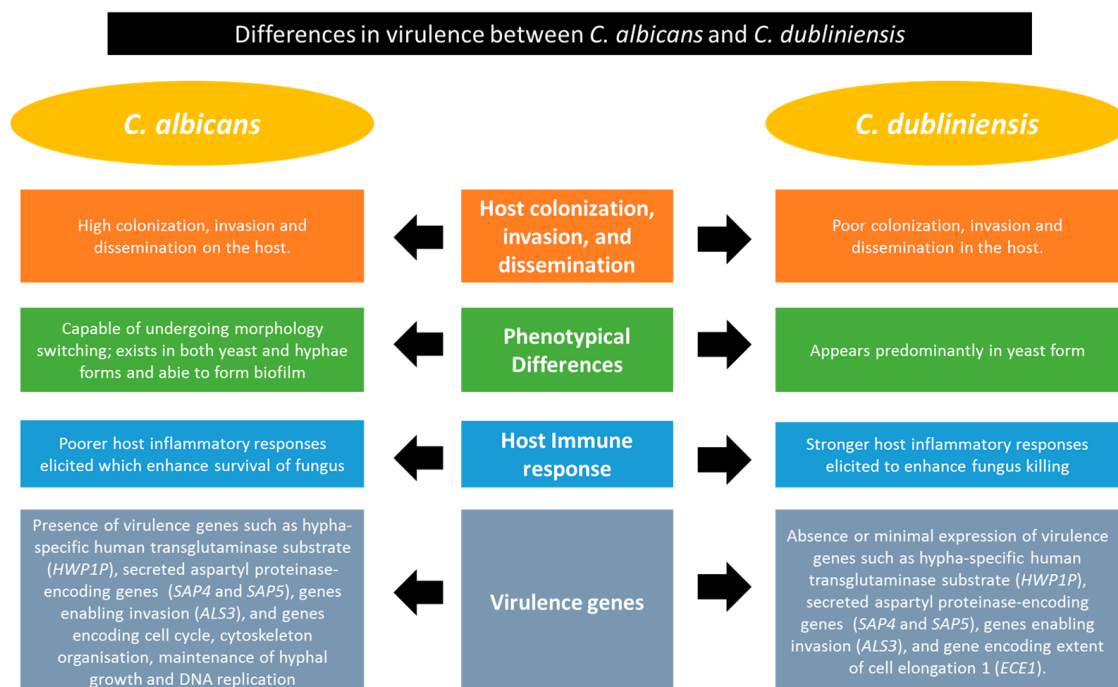 Differences in virulence between C. albicans and C. dubliniensis
C. albicans
C. dubliniensis
High colonization, invasion and
dissemination on the host.
Host colonization,
invasion, and
dissemination
Poor colonization, invasion and
dissemination in the host.
Capable of undergoing morphology
switching; exists in both yeast and hyphae
forms and abie to form biofilm
Phenotypical
Differences
Appears predominantly in yeast form
Poorer host inflammatory responses
elicited which enhance survival of fungus
Host Immune
response
Stronger host inflammatory responses
elicited to enhance fungus killing
Presence of virulence genes such as hypha-
specific human transglutaminase substrate
(HWP1P), secreted aspartyl proteinase-
encoding genes (SAP4 and SAP5), genes
enabling invasion (ALS3), and genes
encoding cell cycle, cytoskeleton
organisation, maintenance of hyphal
growth and DNA replication
Virulence genes
Absence or minimal expression of virulence
genes such as hypha-specific human
transglutaminase substrate (HWP1P),
secreted aspartyl proteinase-encoding
genes (SAP4 and SAP5), genes enabling
invasion (ALS3), and gene encoding extent
of cell elongation 1 (ECE1).